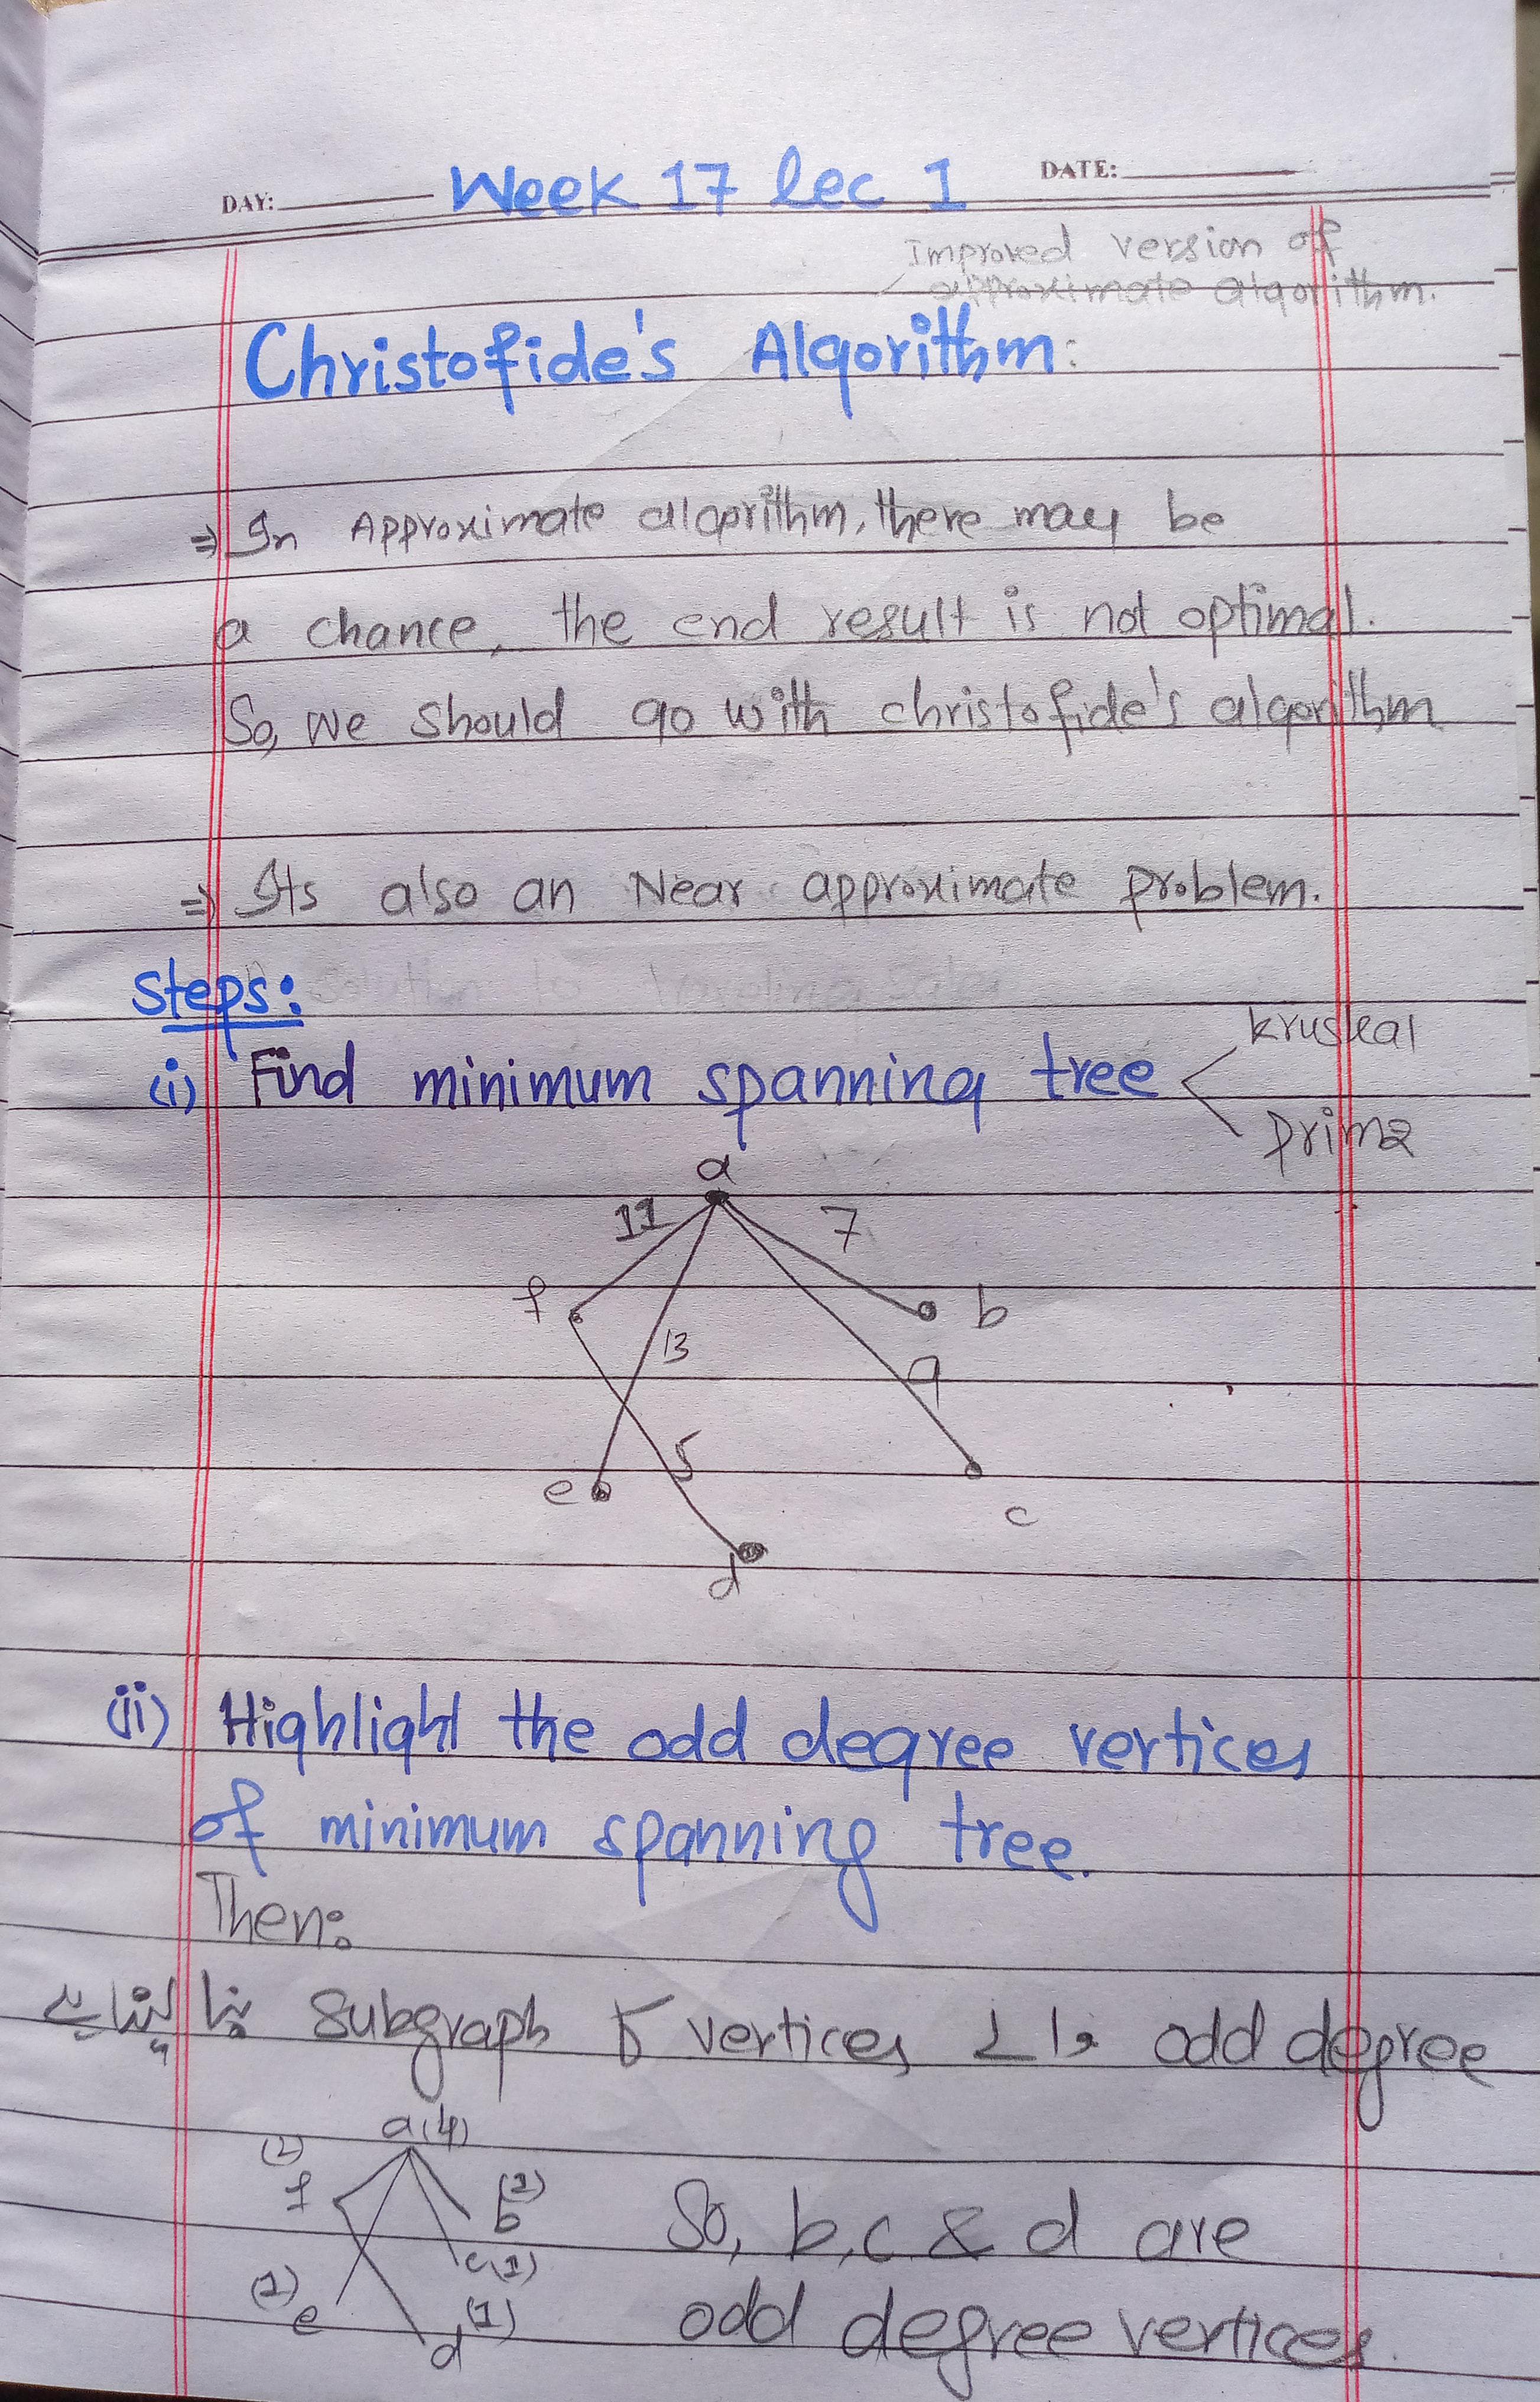 DAY: Week 17 lec 1 DATE:
Improved version of
approximate algorithm.
Christofide's Algorithm:
⇒ In Approximate algorithm, there may be
a chance, the end result is not optimal.
So, we should go with christofide's algorithm
⇒ Its also an Near approximate problem.
Steps:
(i) Find minimum spanning tree
kruskal
prims
a
11
7
f
b
13
9
5
e
c
d
(ii) Highlight the odd degree vertices
of minimum spanning tree.
Then:
odd degree والے vertices کا Subgraph بنا لینا ہے
a(4)
(2)
f
(1)
b
c(1)
(1)
e
(1)
d
So, b,c & d are
odd degree vertices.